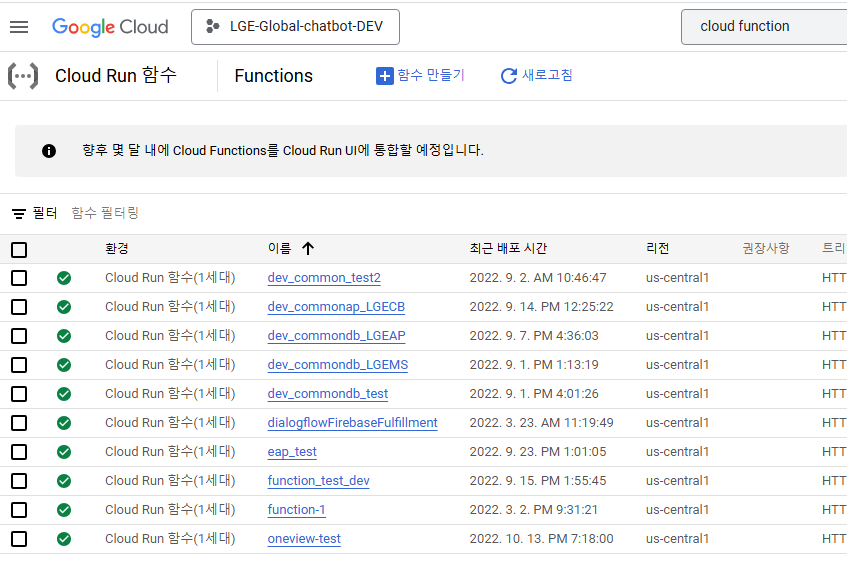 Google Cloud LGE-Global-chatbot-DEV cloud function
Cloud Run 함수 Functions 함수 만들기 새로고침
향후 몇 달 내에 Cloud Functions를 Cloud Run UI에 통합할 예정입니다.
필터 함수 필터링
환경 이름 최근 배포 시간 리전 권장사항 트리
Cloud Run 함수(1세대) dev_common_test2 2022. 9. 2. AM 10:46:47 us-central1 HTT
Cloud Run 함수(1세대) dev_commonap_LGECB 2022. 9. 14. PM 12:25:22 us-central1 HTT
Cloud Run 함수(1세대) dev_commondb_LGEAP 2022. 9. 7. PM 4:36:03 us-central1 HTT
Cloud Run 함수(1세대) dev_commondb_LGEMS 2022. 9. 1. PM 1:13:19 us-central1 HTT
Cloud Run 함수(1세대) dev_commondb_test 2022. 9. 1. PM 4:01:26 us-central1 HTT
Cloud Run 함수(1세대) dialogflowFirebaseFulfillment 2022. 3. 23. AM 11:19:49 us-central1 HTT
Cloud Run 함수(1세대) eap_test 2022. 9. 23. PM 1:01:05 us-central1 HTT
Cloud Run 함수(1세대) function_test_dev 2022. 9. 15. PM 1:55:45 us-central1 HTT
Cloud Run 함수(1세대) function-1 2022. 3. 2. PM 9:31:21 us-central1 HTT
Cloud Run 함수(1세대) oneview-test 2022. 10. 13. PM 7:18:00 us-central1 HTT